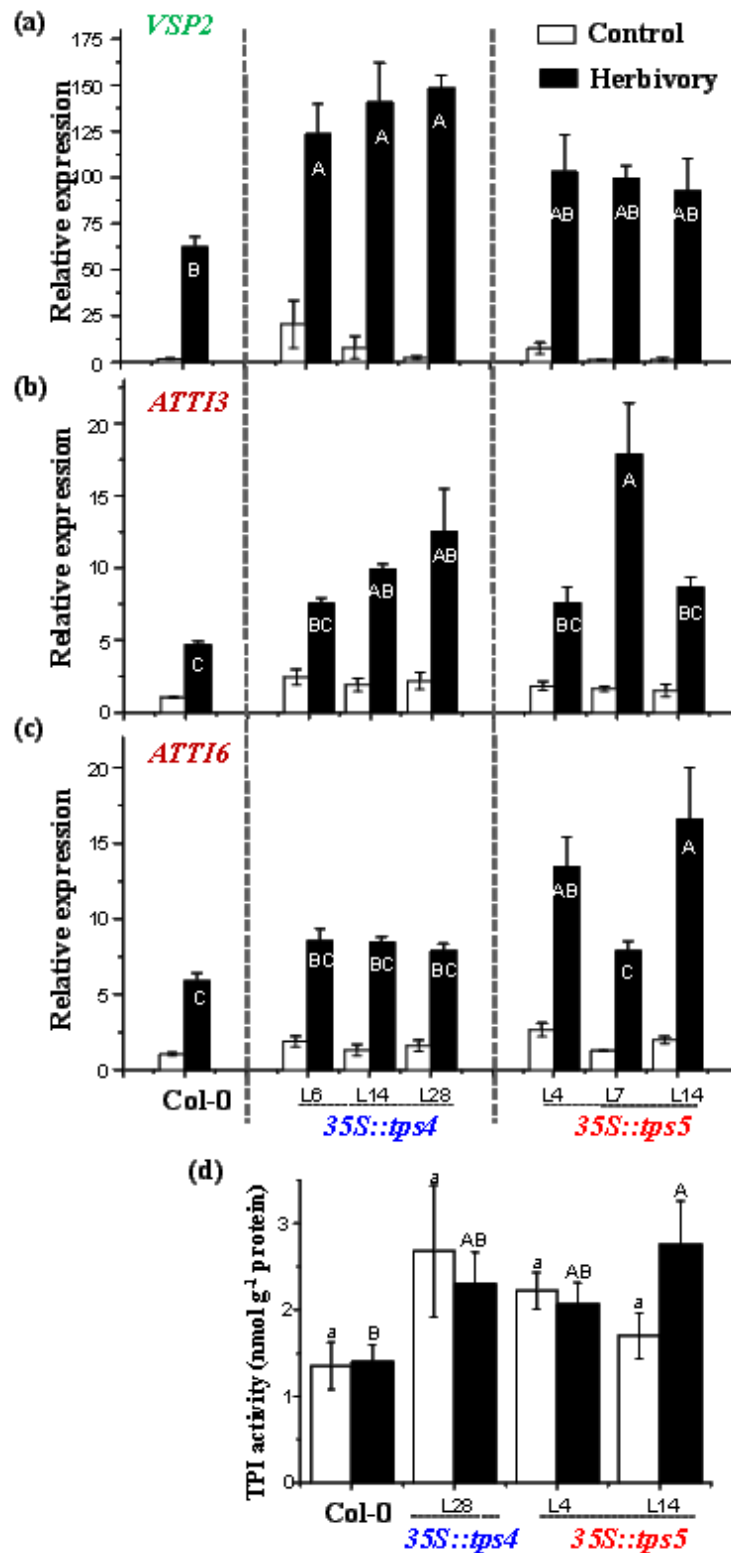 (a)
VSP2
Control
Herbivory
Relative expression
175
150
125
100
75
50
25
0
B
A
A
A
AB
AB
AB
(b)
ATTI3
Relative expression
20
15
10
5
0
C
BC
AB
AB
BC
A
BC
(c)
ATTI6
Relative expression
20
15
10
5
0
C
BC
BC
BC
AB
C
A
Col-0
L6 L14 L28
L4 L7 L14
35S::tps4
35S::tps5
(d)
TPI activity (nmol g-1 protein)
3
2
1
0
a
B
a
AB
a
AB
a
A
Col-0
L28
L4
L14
35S::tps4
35S::tps5